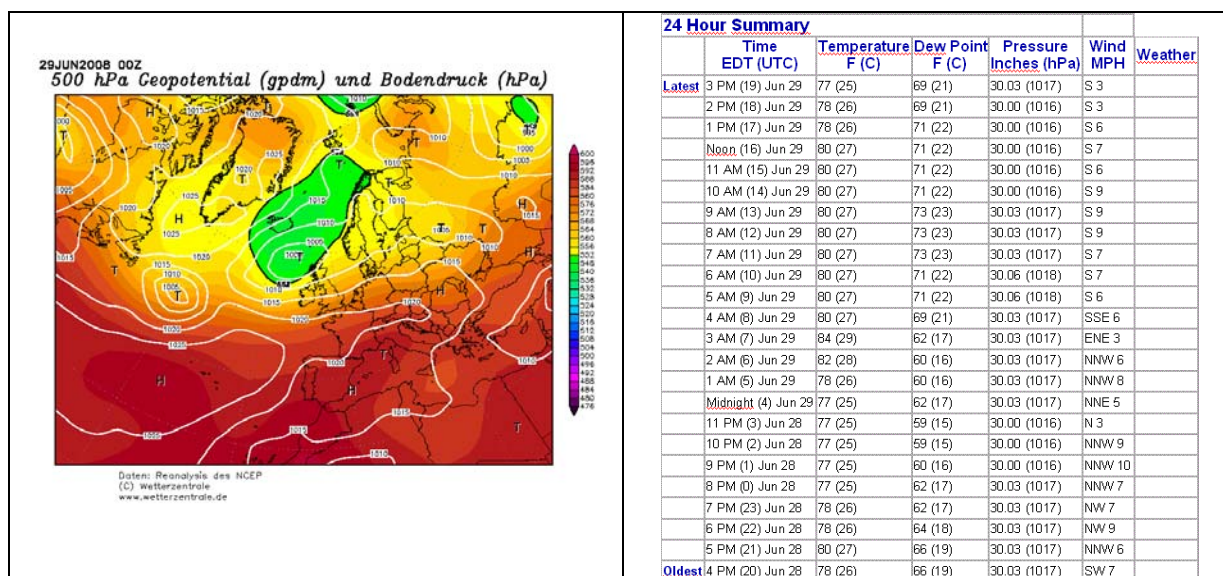 29JUN2008 00Z
500 hPa Geopotential (gpdm) und Bodendruck (hPa)
Daten: Reanalysis des NCEP
(C) Wetterzentrale
www.wetterzentrale.de
24 Hour Summary
Time EDT (UTC) Temperature F (C) Dew Point F (C) Pressure Inches (hPa) Wind MPH Weather
Latest 3 PM (19) Jun 29 77 (25) 69 (21) 30.03 (1017) S 3
2 PM (18) Jun 29 78 (26) 69 (21) 30.00 (1016) S 3
1 PM (17) Jun 29 78 (26) 71 (22) 30.00 (1016) S 6
Noon (16) Jun 29 80 (27) 71 (22) 30.00 (1016) S 7
11 AM (15) Jun 29 80 (27) 71 (22) 30.00 (1016) S 6
10 AM (14) Jun 29 80 (27) 71 (22) 30.00 (1016) S 9
9 AM (13) Jun 29 80 (27) 73 (23) 30.03 (1017) S 9
8 AM (12) Jun 29 80 (27) 73 (23) 30.03 (1017) S 9
7 AM (11) Jun 29 80 (27) 73 (23) 30.03 (1017) S 7
6 AM (10) Jun 29 80 (27) 71 (22) 30.06 (1018) S 7
5 AM (9) Jun 29 80 (27) 71 (22) 30.06 (1018) S 6
4 AM (8) Jun 29 80 (27) 69 (21) 30.03 (1017) SSE 6
3 AM (7) Jun 29 84 (29) 62 (17) 30.03 (1017) ENE 3
2 AM (6) Jun 29 82 (28) 60 (16) 30.03 (1017) NNW 6
1 AM (5) Jun 29 78 (26) 60 (16) 30.03 (1017) NNW 8
Midnight (4) Jun 29 77 (25) 62 (17) 30.03 (1017) NNE 5
11 PM (3) Jun 28 77 (25) 59 (15) 30.00 (1016) N 3
10 PM (2) Jun 28 77 (25) 59 (15) 30.00 (1016) NNW 9
9 PM (1) Jun 28 77 (25) 60 (16) 30.00 (1016) NNW 10
8 PM (0) Jun 28 77 (25) 62 (17) 30.03 (1017) NNW 7
7 PM (23) Jun 28 78 (26) 62 (17) 30.03 (1017) NW 7
6 PM (22) Jun 28 78 (26) 64 (18) 30.03 (1017) NW 9
5 PM (21) Jun 28 80 (27) 66 (19) 30.03 (1017) NNW 6
Oldest 4 PM (20) Jun 28 78 (26) 66 (19) 30.03 (1017) SW 7